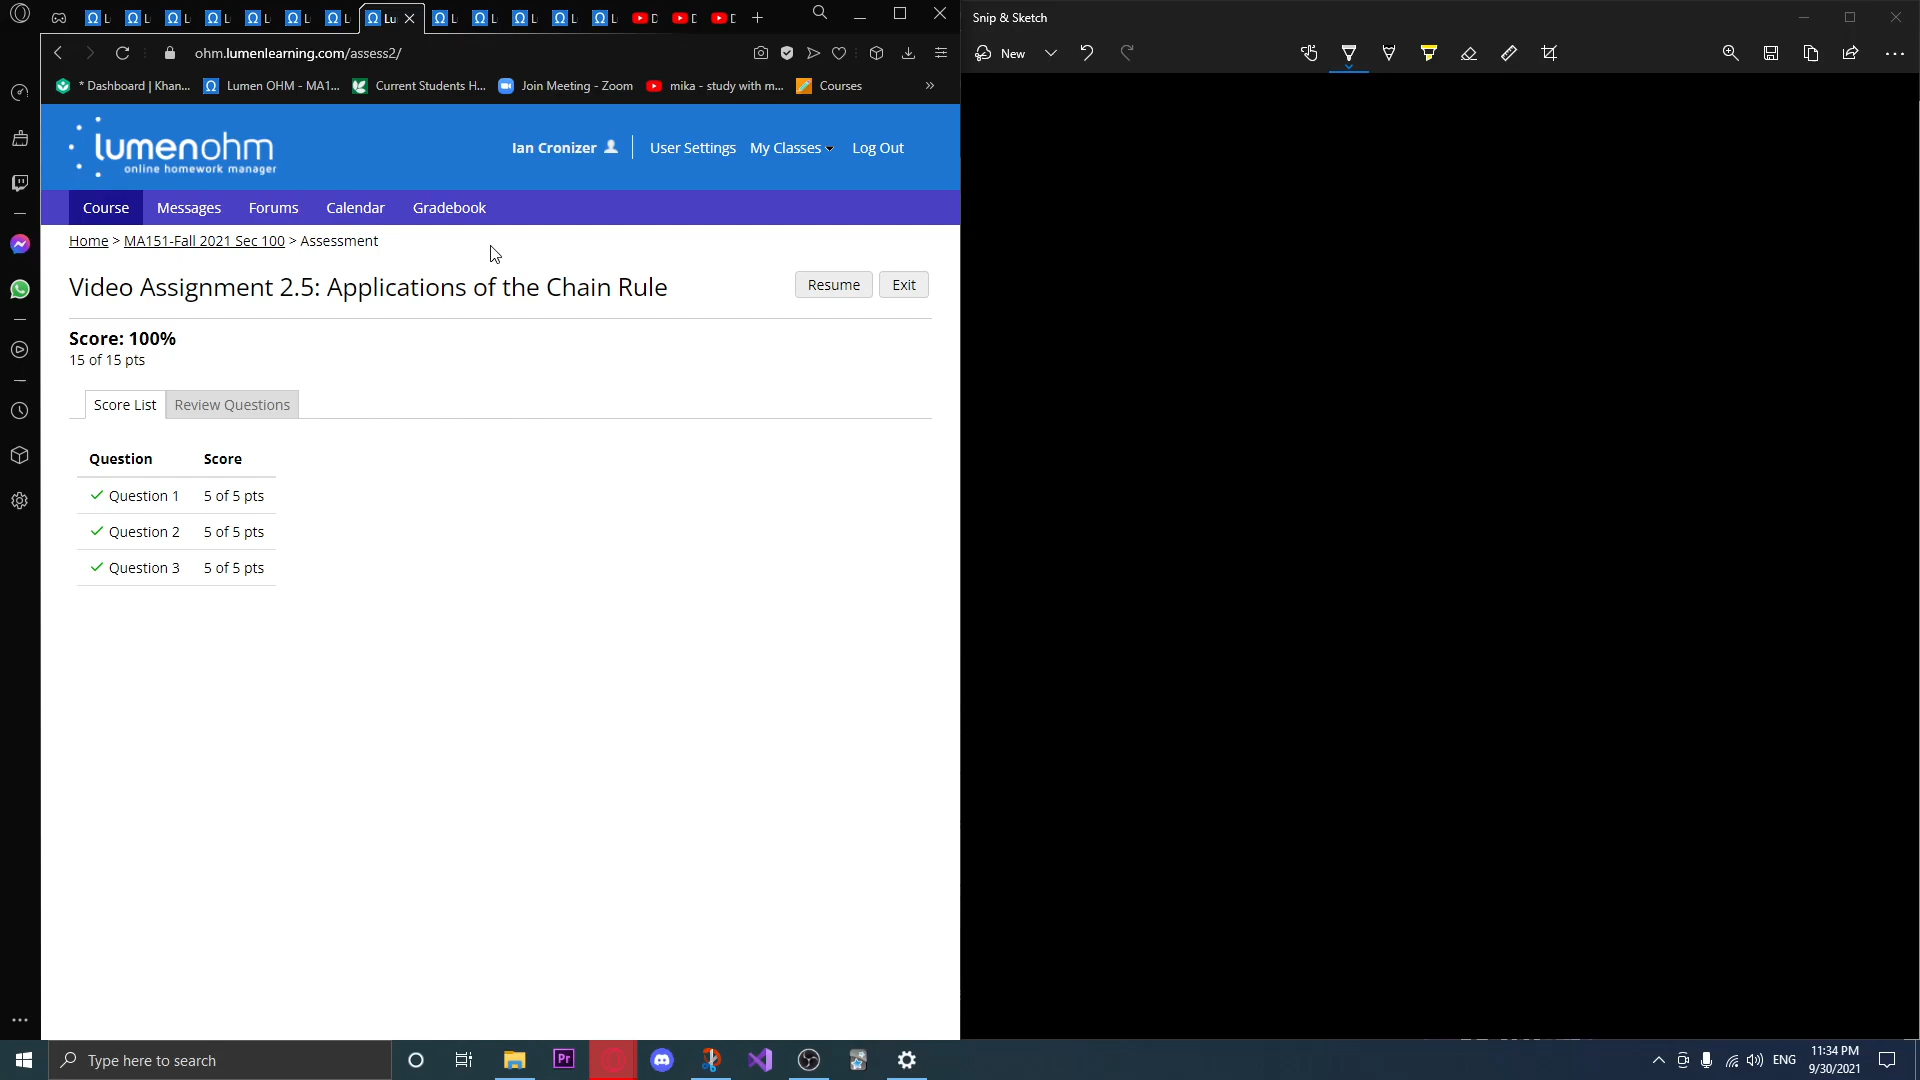 Lu
Snip & Sketch
ohm.lumenlearning.com/assess2/
New
* Dashboard | Khan...
Lumen OHM - MA1...
Current Students H...
Join Meeting - Zoom
mika - study with m...
Courses
»
lumenohm
online homework manager
Ian Cronizer
User Settings
My Classes
Log Out
Course
Messages
Forums
Calendar
Gradebook
Home > MA151-Fall 2021 Sec 100 > Assessment
Video Assignment 2.5: Applications of the Chain Rule
Resume
Exit
Score: 100%
15 of 15 pts
Score List
Review Questions
Question Score
Question 1 5 of 5 pts
Question 2 5 of 5 pts
Question 3 5 of 5 pts
Type here to search
Pr
ENG
11:34 PM
9/30/2021